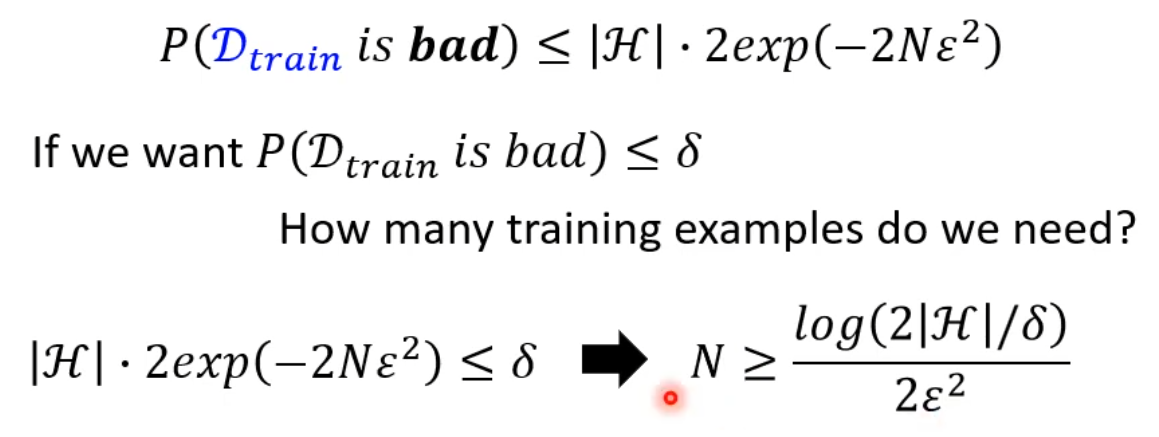 P(𝒟train is bad) ≤ |ℋ| · 2exp(−2Nε²)
If we want P(𝒟train is bad) ≤ δ
How many training examples do we need?
|ℋ| · 2exp(−2Nε²) ≤ δ ➡ N ≥ log(2|ℋ|/δ) / 2ε²